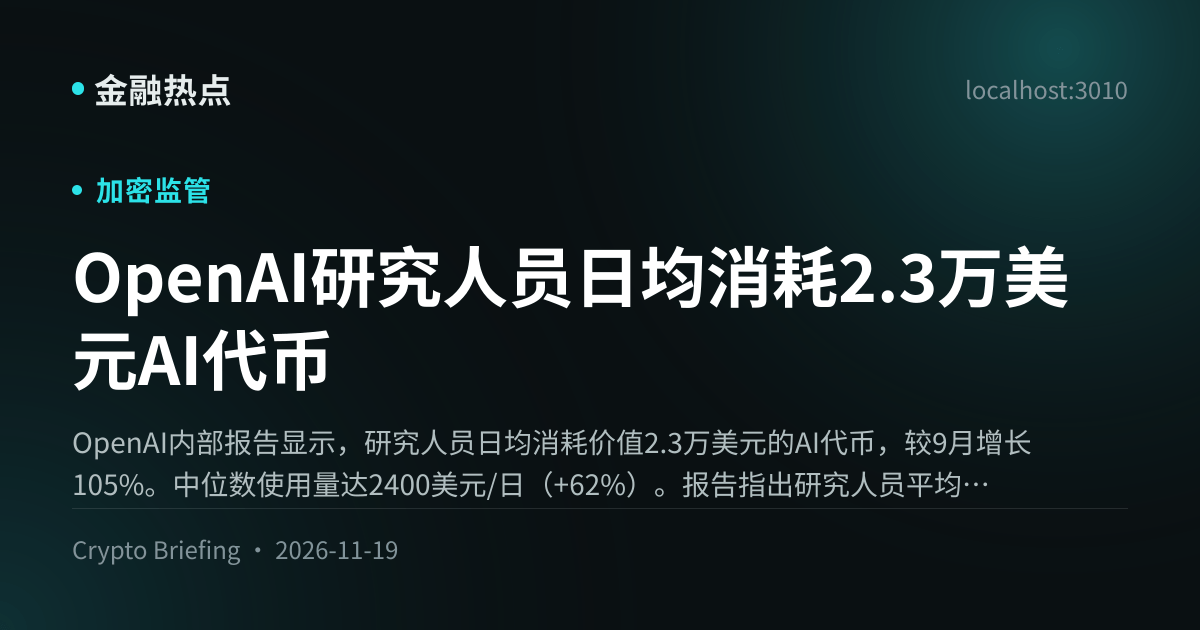 金融热点
localhost:3010
加密监管
OpenAI研究人员日均消耗2.3万美
元AI代币
OpenAI内部报告显示，研究人员日均消耗价值2.3万美元的AI代币，较9月增长
105%。中位数使用量达2400美元/日（+62%）。报告指出研究人员平均…
Crypto Briefing · 2026-11-19